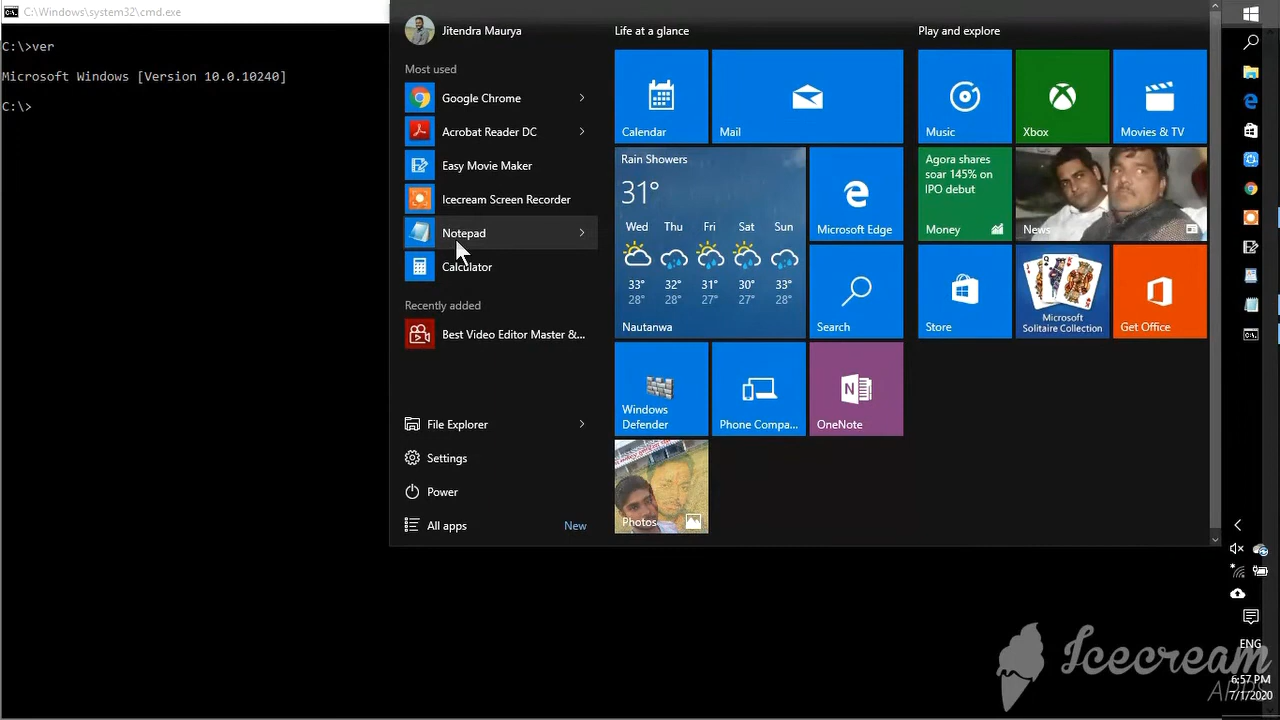 C:\Windows\system32\cmd.exe
C:\>ver
Microsoft Windows [Version 10.0.10240]
C:\>
Jitendra Maurya
Most used
Google Chrome
Acrobat Reader DC
Easy Movie Maker
Icecream Screen Recorder
Notepad
Calculator
Recently added
Best Video Editor Master &...
File Explorer
Settings
Power
All apps
New
Life at a glance
Calendar
Mail
Rain Showers
31°
Wed Thu Fri Sat Sun
33° 32° 31° 30° 33°
28° 28° 27° 27° 28°
Nautanwa
Microsoft Edge
Search
Windows
Defender
Phone Compa...
OneNote
Photos
Play and explore
Music
Xbox
Movies & TV
Agora shares
soar 145% on
IPO debut
Money
News
Store
Microsoft
Solitaire Collection
Get Office
ENG
6:57 PM
7/1/2020
Icecream
APPS